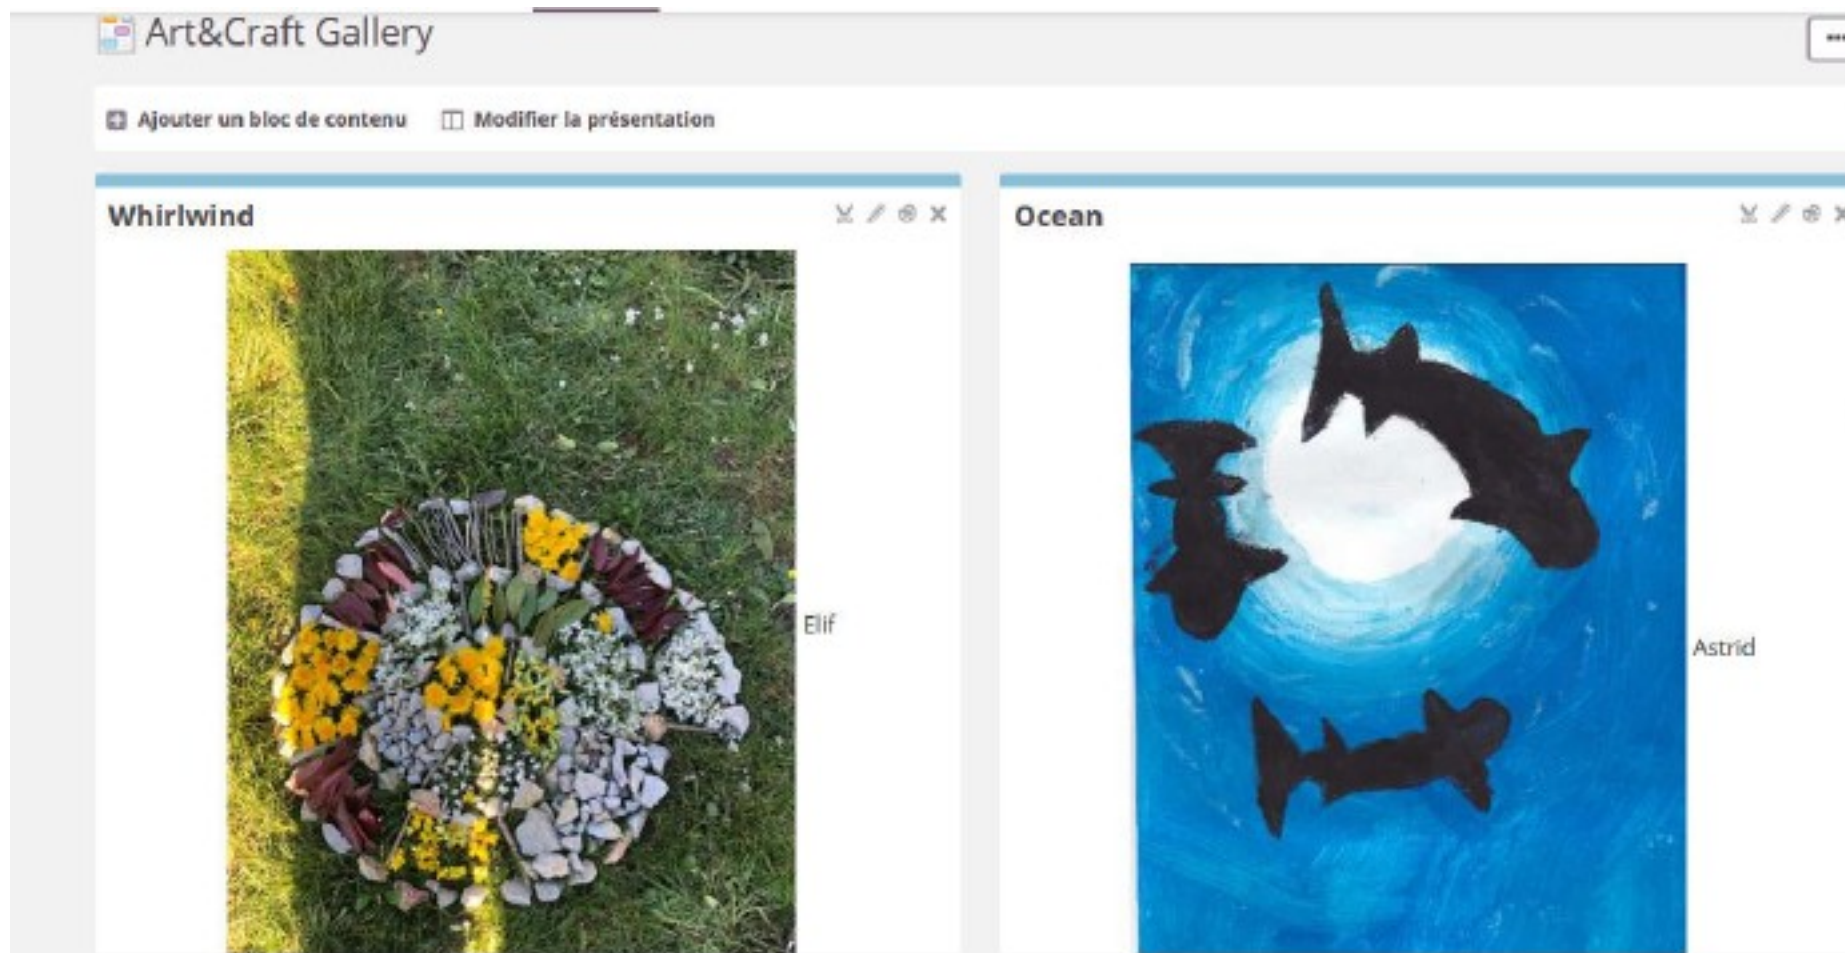 Art&Craft Gallery
Ajouter un bloc de contenu Modifier la présentation
Whirlwind
Elif
Ocean
Astrid